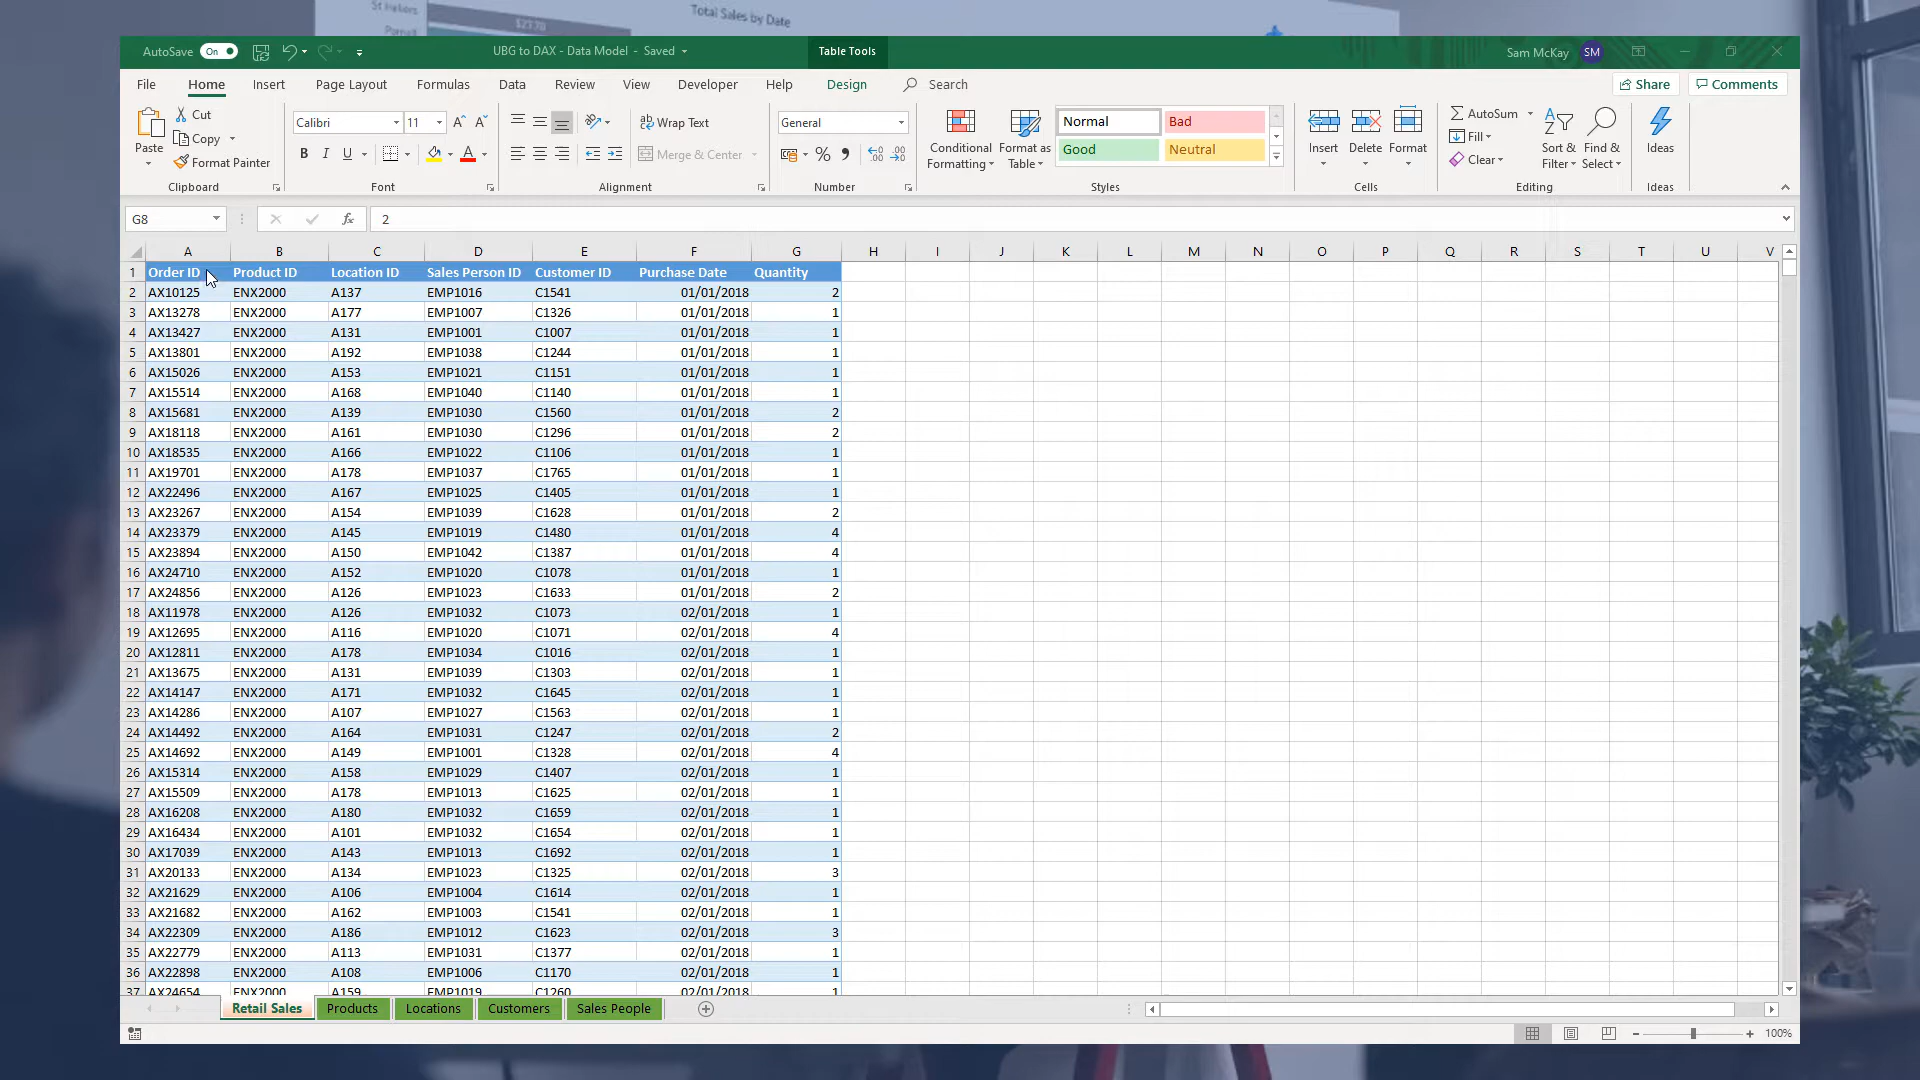 St Heliers
$23.70
Total Sales by Date
Parnell
AutoSave On
UBG to DAX - Data Model - Saved
Table Tools
Sam McKay SM
File Home Insert Page Layout Formulas Data Review View Developer Help Design Search
Share Comments
Paste
Cut
Copy
Format Painter
Clipboard
Calibri 11
B I U
Font
Wrap Text
Merge & Center
Alignment
General
%
Number
Conditional Formatting
Format as Table
Normal Bad
Good Neutral
Styles
Insert Delete Format
Cells
AutoSum
Fill
Clear
Sort & Filter
Find & Select
Editing
Ideas
Ideas
G8 fx 2
A B C D E F G H I J K L M N O P Q R S T U V
1 Order ID Product ID Location ID Sales Person ID Customer ID Purchase Date Quantity
2 AX10125 ENX2000 A137 EMP1016 C1541 01/01/2018 2
3 AX13278 ENX2000 A177 EMP1007 C1326 01/01/2018 1
4 AX13427 ENX2000 A131 EMP1001 C1007 01/01/2018 1
5 AX13801 ENX2000 A192 EMP1038 C1244 01/01/2018 1
6 AX15026 ENX2000 A153 EMP1021 C1151 01/01/2018 1
7 AX15514 ENX2000 A168 EMP1040 C1140 01/01/2018 1
8 AX15681 ENX2000 A139 EMP1030 C1560 01/01/2018 2
9 AX18118 ENX2000 A161 EMP1030 C1296 01/01/2018 2
10 AX18535 ENX2000 A166 EMP1022 C1106 01/01/2018 1
11 AX19701 ENX2000 A178 EMP1037 C1765 01/01/2018 1
12 AX22496 ENX2000 A167 EMP1025 C1405 01/01/2018 1
13 AX23267 ENX2000 A154 EMP1039 C1628 01/01/2018 2
14 AX23379 ENX2000 A145 EMP1019 C1480 01/01/2018 4
15 AX23894 ENX2000 A150 EMP1042 C1387 01/01/2018 4
16 AX24710 ENX2000 A152 EMP1020 C1078 01/01/2018 1
17 AX24856 ENX2000 A126 EMP1023 C1633 01/01/2018 2
18 AX11978 ENX2000 A126 EMP1032 C1073 02/01/2018 1
19 AX12695 ENX2000 A116 EMP1020 C1071 02/01/2018 4
20 AX12811 ENX2000 A178 EMP1034 C1016 02/01/2018 1
21 AX13675 ENX2000 A131 EMP1039 C1303 02/01/2018 1
22 AX14147 ENX2000 A171 EMP1032 C1645 02/01/2018 1
23 AX14286 ENX2000 A107 EMP1027 C1563 02/01/2018 1
24 AX14492 ENX2000 A164 EMP1031 C1247 02/01/2018 2
25 AX14692 ENX2000 A149 EMP1001 C1328 02/01/2018 4
26 AX15314 ENX2000 A158 EMP1029 C1407 02/01/2018 1
27 AX15509 ENX2000 A178 EMP1013 C1625 02/01/2018 1
28 AX16208 ENX2000 A180 EMP1032 C1659 02/01/2018 1
29 AX16434 ENX2000 A101 EMP1032 C1654 02/01/2018 1
30 AX17039 ENX2000 A143 EMP1013 C1692 02/01/2018 1
31 AX20133 ENX2000 A134 EMP1023 C1325 02/01/2018 3
32 AX21629 ENX2000 A106 EMP1004 C1614 02/01/2018 1
33 AX21682 ENX2000 A162 EMP1003 C1541 02/01/2018 1
34 AX22309 ENX2000 A186 EMP1012 C1623 02/01/2018 3
35 AX22779 ENX2000 A113 EMP1031 C1377 02/01/2018 1
36 AX22898 ENX2000 A108 EMP1006 C1170 02/01/2018 1
37 AX24654 ENX2000 A159 EMP1019 C1260 02/01/2018 1
Retail Sales Products Locations Customers Sales People
100%